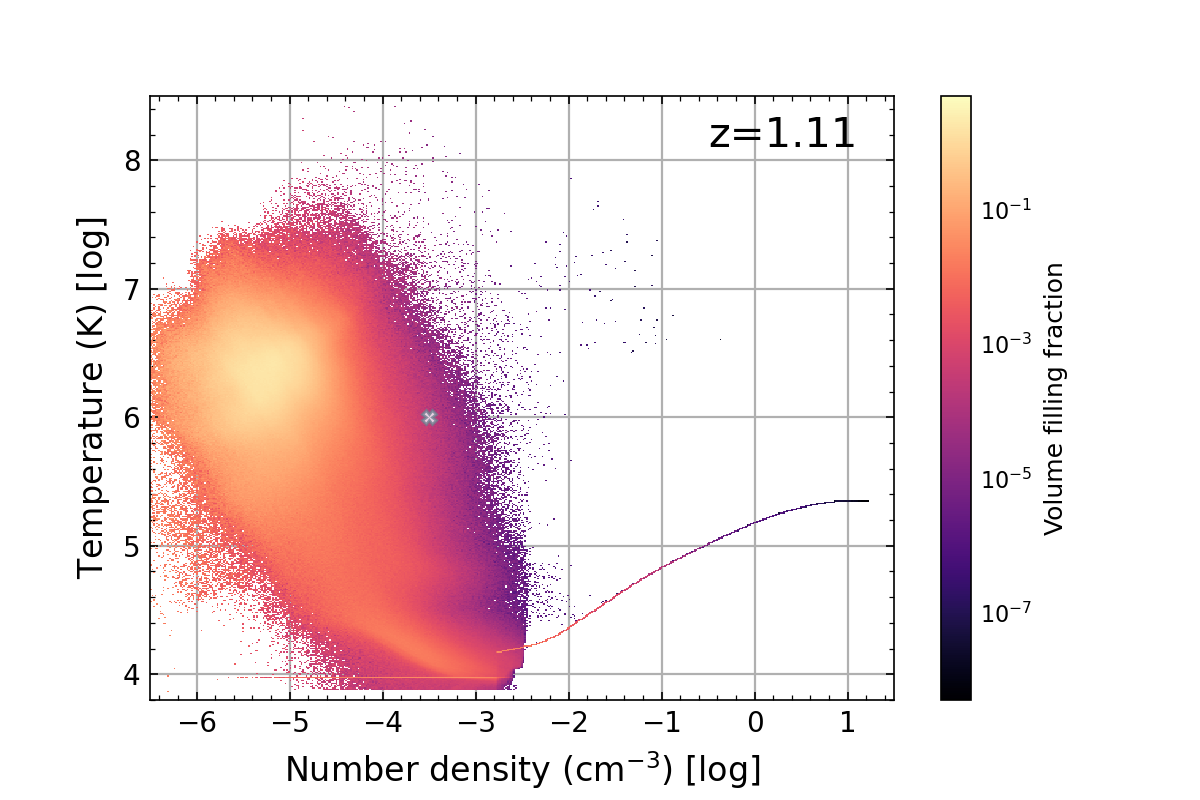 z=1.11
8
7
6
5
4
Temperature (K) [log]
−6 −5 −4 −3 −2 −1 0 1
Number density (cm⁻³) [log]
10⁻¹
10⁻³
10⁻⁵
10⁻⁷
Volume filling fraction